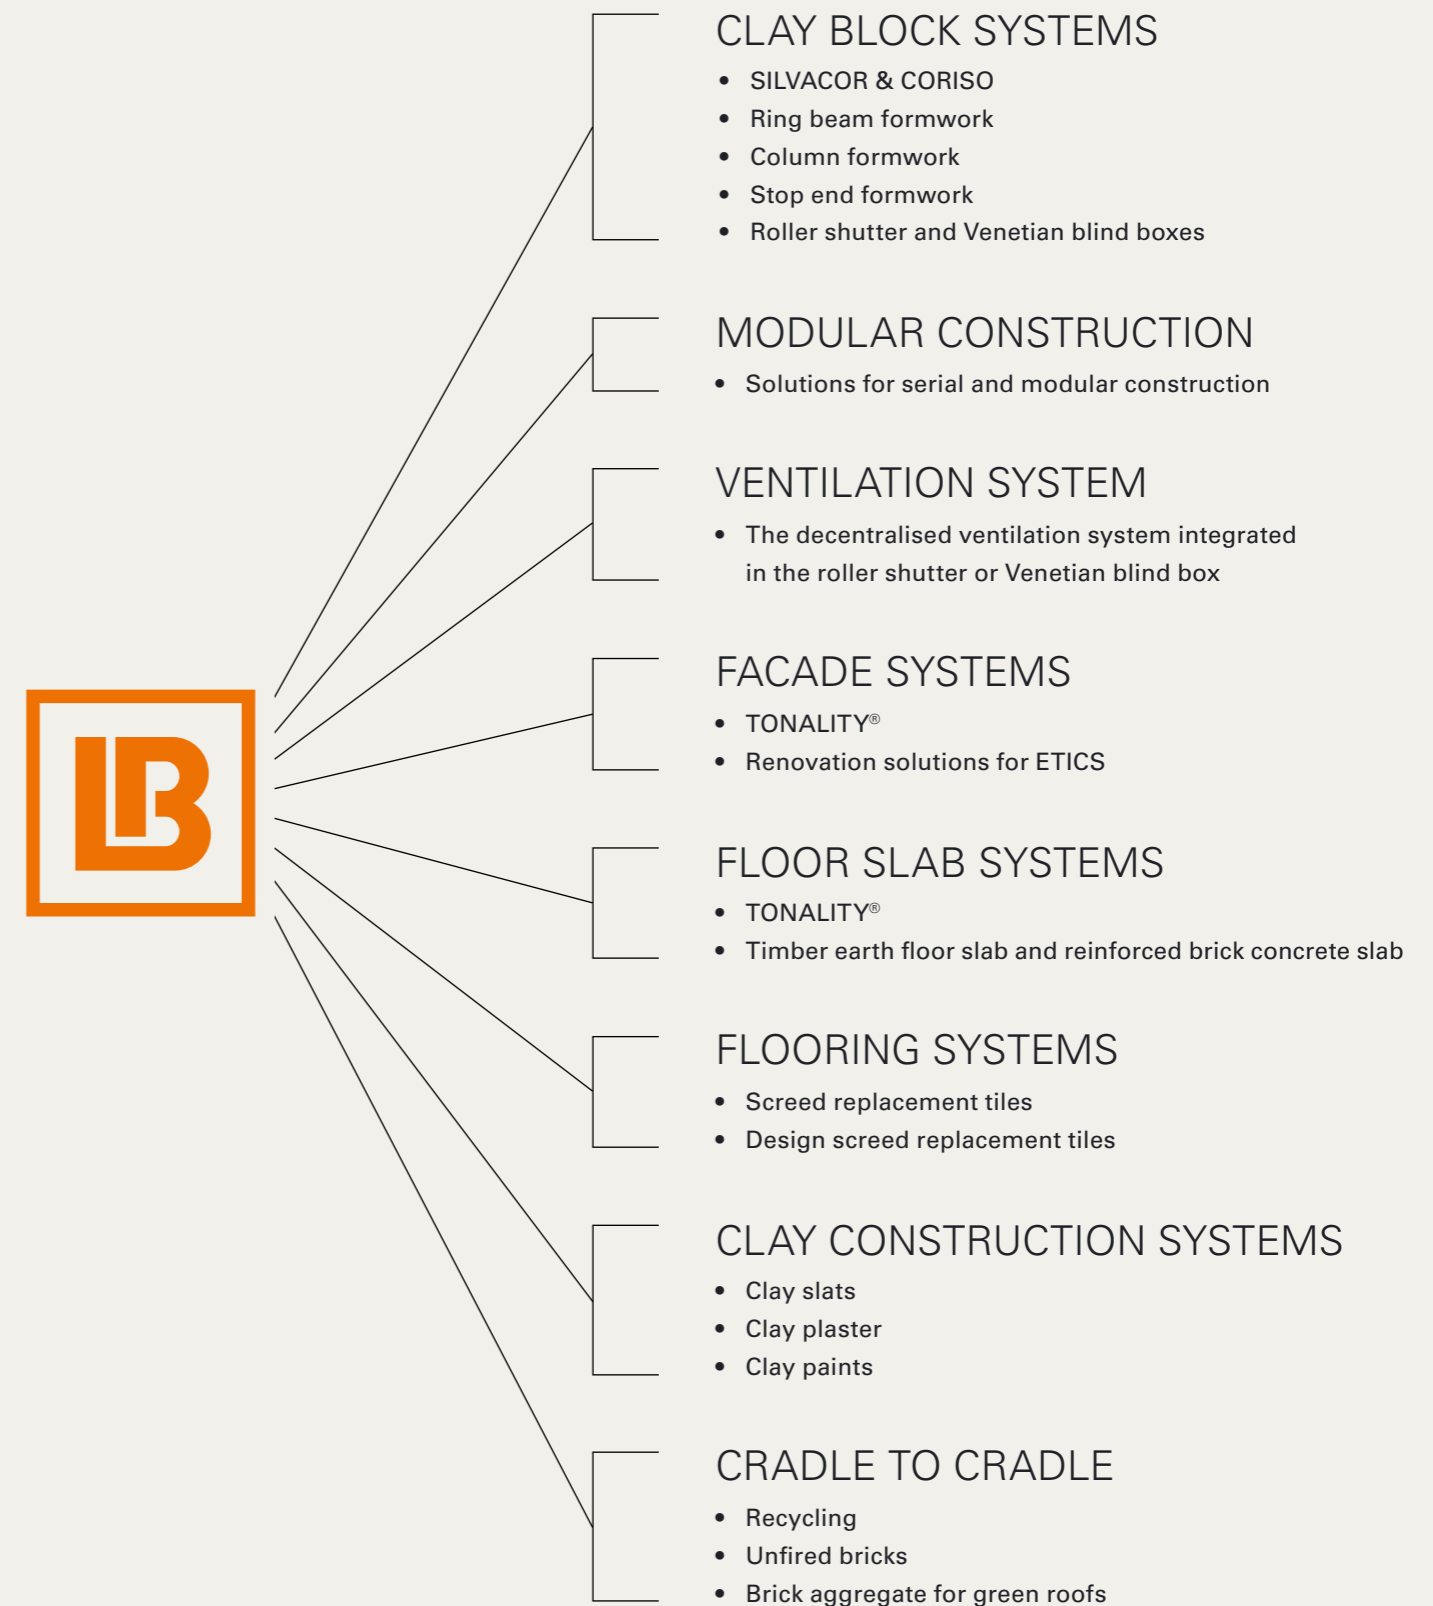 CLAY BLOCK SYSTEMS
• SILVACOR & CORISO
• Ring beam formwork
• Column formwork
• Stop end formwork
• Roller shutter and Venetian blind boxes
MODULAR CONSTRUCTION
• Solutions for serial and modular construction
VENTILATION SYSTEM
• The decentralised ventilation system integrated
in the roller shutter or Venetian blind box
FACADE SYSTEMS
• TONALITY®
• Renovation solutions for ETICS
LB
FLOOR SLAB SYSTEMS
• TONALITY®
• Timber earth floor slab and reinforced brick concrete slab
FLOORING SYSTEMS
• Screed replacement tiles
• Design screed replacement tiles
CLAY CONSTRUCTION SYSTEMS
• Clay slats
• Clay plaster
• Clay paints
CRADLE TO CRADLE
• Recycling
• Unfired bricks
• Brick aggregate for green roofs